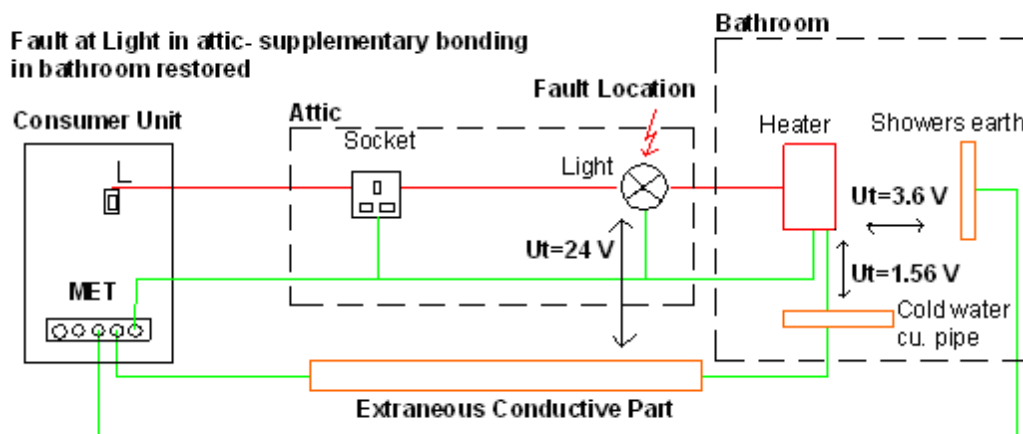 Bathroom
Fault at Light in attic- supplementary bonding
in bathroom restored
Fault Location
Consumer Unit
Attic
Socket
Light
Heater
Showers earth
L
Ut=3.6 V
Ut=24 V
Ut=1.56 V
MET
Cold water
cu. pipe
Extraneous Conductive Part